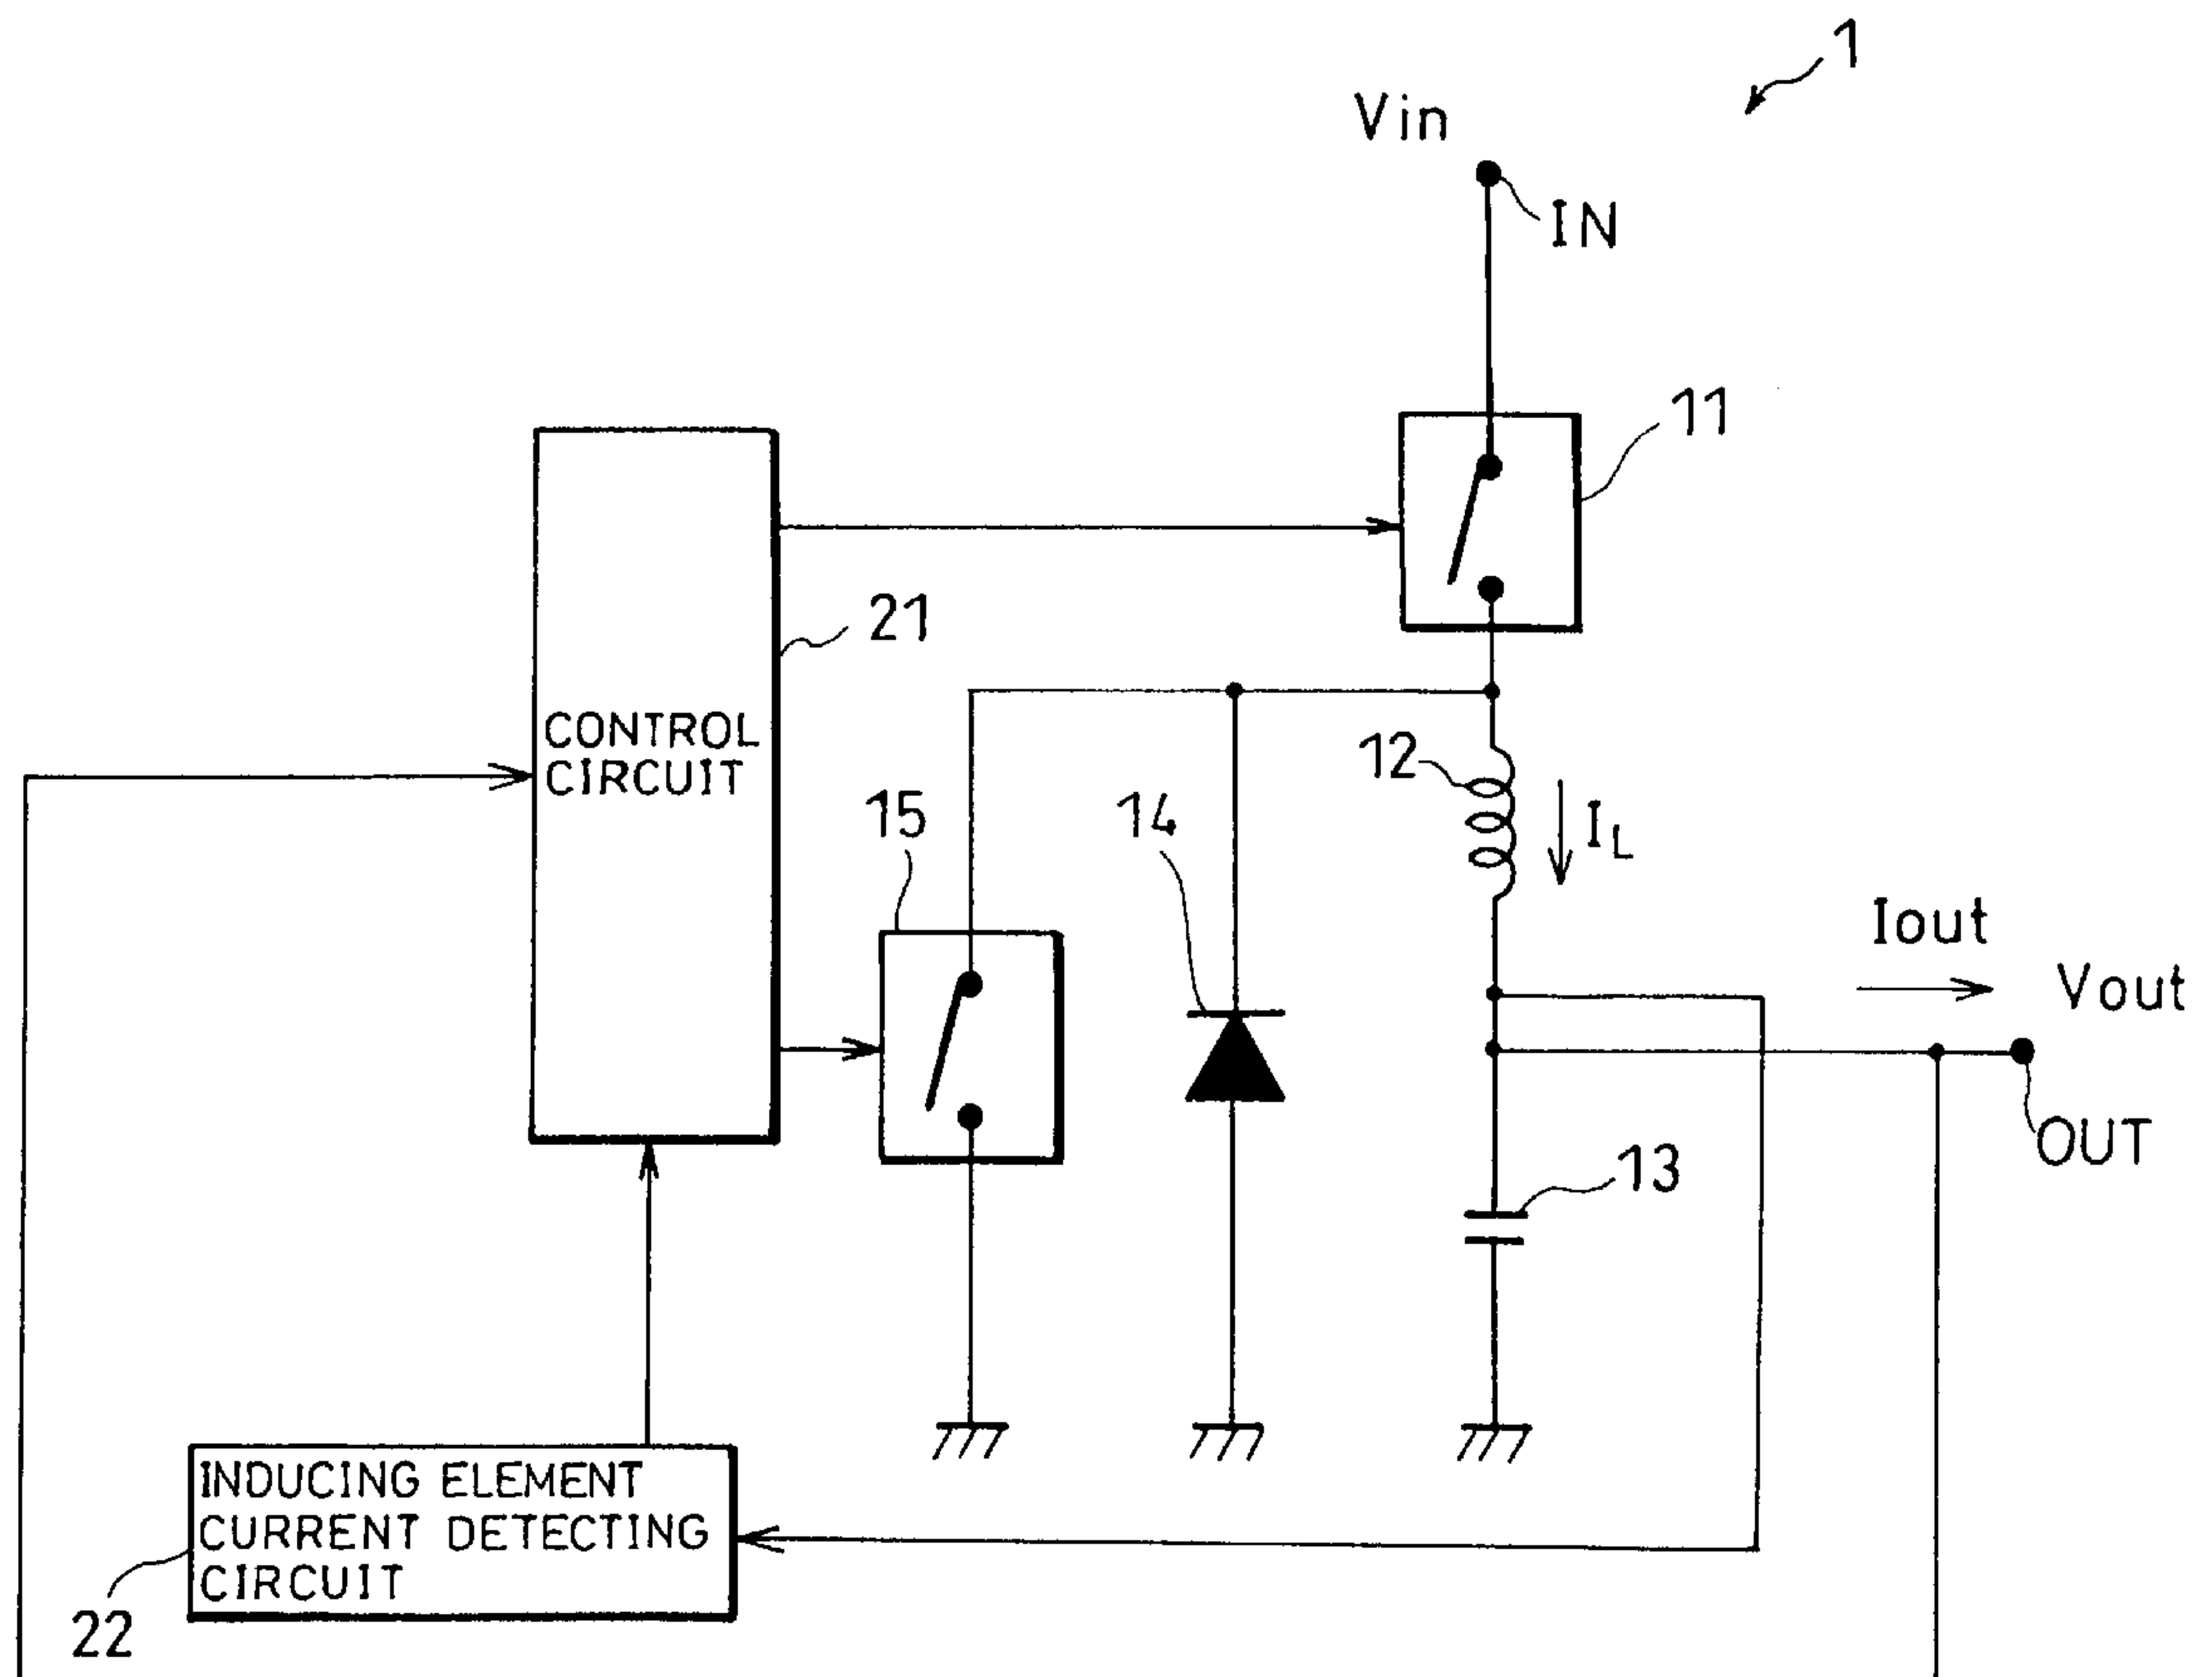 1
Vin
IN
11
21
CONTROL
CIRCUIT
12
IL
15
14
Iout
Vout
OUT
13
INDUCING ELEMENT
CURRENT DETECTING
CIRCUIT
22